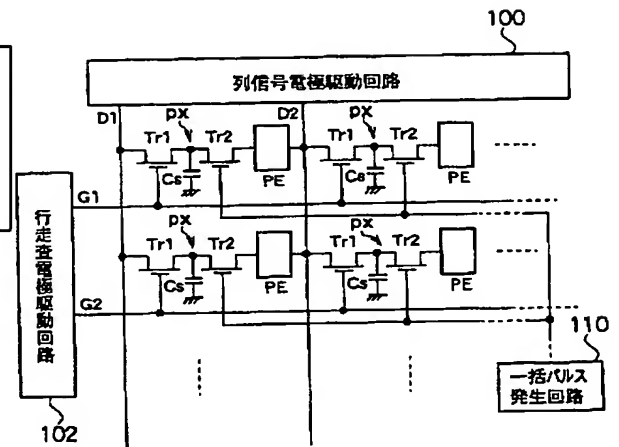 100
列信号電極駆動回路
D1 px D2 px
Tr1 Tr2 Tr1 Tr2
Cs PE Cs PE
G1
px px
Tr1 Tr2 Tr1 Tr2
Cs PE Cs PE
G2
行走査電極駆動回路
102
110
一括パルス
発生回路